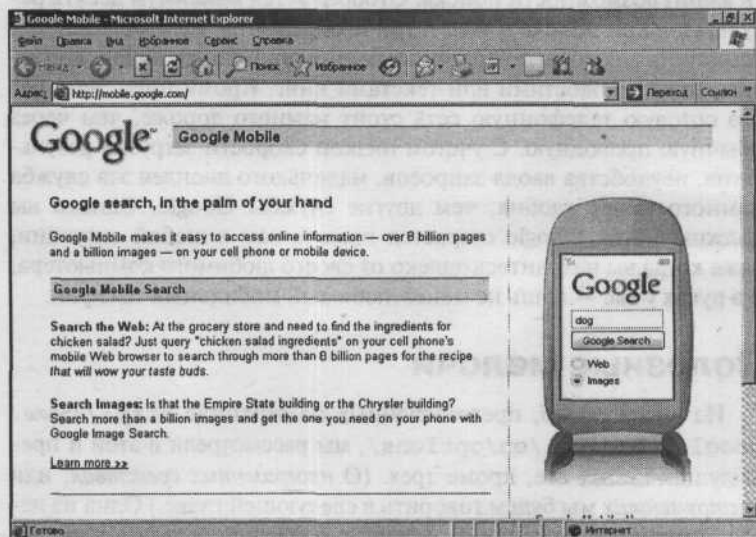 Google Mobile - Microsoft Internet Explorer
Файл Правка Вид Избранное Сервис Справка
Назад Поиск Избранное
Адрес: http://mobile.google.com/ Переход Ссылки »
Google™ Google Mobile
Google search, in the palm of your hand
Google Mobile makes it easy to access online information — over 8 billion pages
and a billion images — on your cell phone or mobile device.
Google Mobile Search
Search the Web: At the grocery store and need to find the ingredients for
chicken salad? Just query "chicken salad ingredients" on your cell phone's
mobile Web browser to search through more than 8 billion pages for the recipe
that will wow your taste buds.
Search Images: Is that the Empire State building or the Chrysler building?
Search more than a billion images and get the one you need on your phone with
Google Image Search.
Learn more >>
Google
dog
Google Search
Web
Images
Готово Интернет